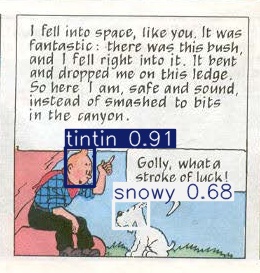 I fell into space, like you. It was
fantastic: there was this bush,
and I fell right into it. It bent
and dropped me on this ledge.
So here I am, safe and sound,
instead of smashed to bits
in the canyon.
tintin 0.91
Golly, what a
stroke of luck!
snowy 0.68